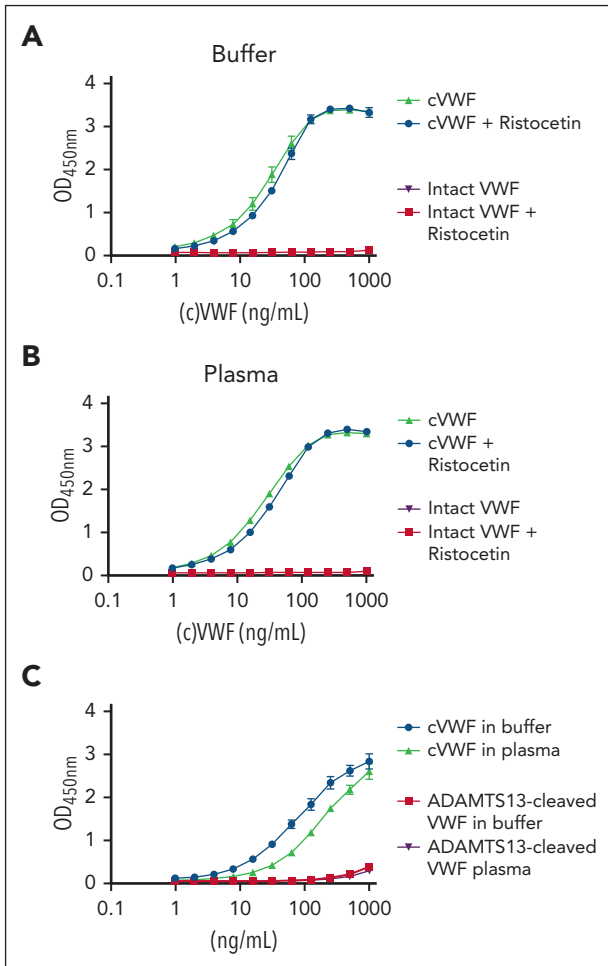 A
Buffer
4
3
2
1
0
OD450nm
0.1 1 10 100 1000
(c)VWF (ng/mL)
cVWF
cVWF + Ristocetin
Intact VWF
Intact VWF +
Ristocetin
B
Plasma
4
3
2
1
0
OD450nm
0.1 1 10 100 1000
(c)VWF (ng/mL)
cVWF
cVWF +
Ristocetin
Intact VWF
Intact VWF +
Ristocetin
C
4
3
2
1
0
OD450nm
0.1 1 10 100 1000
(ng/mL)
cVWF in buffer
cVWF in plasma
ADAMTS13-cleaved
VWF in buffer
ADAMTS13-cleaved
VWF plasma